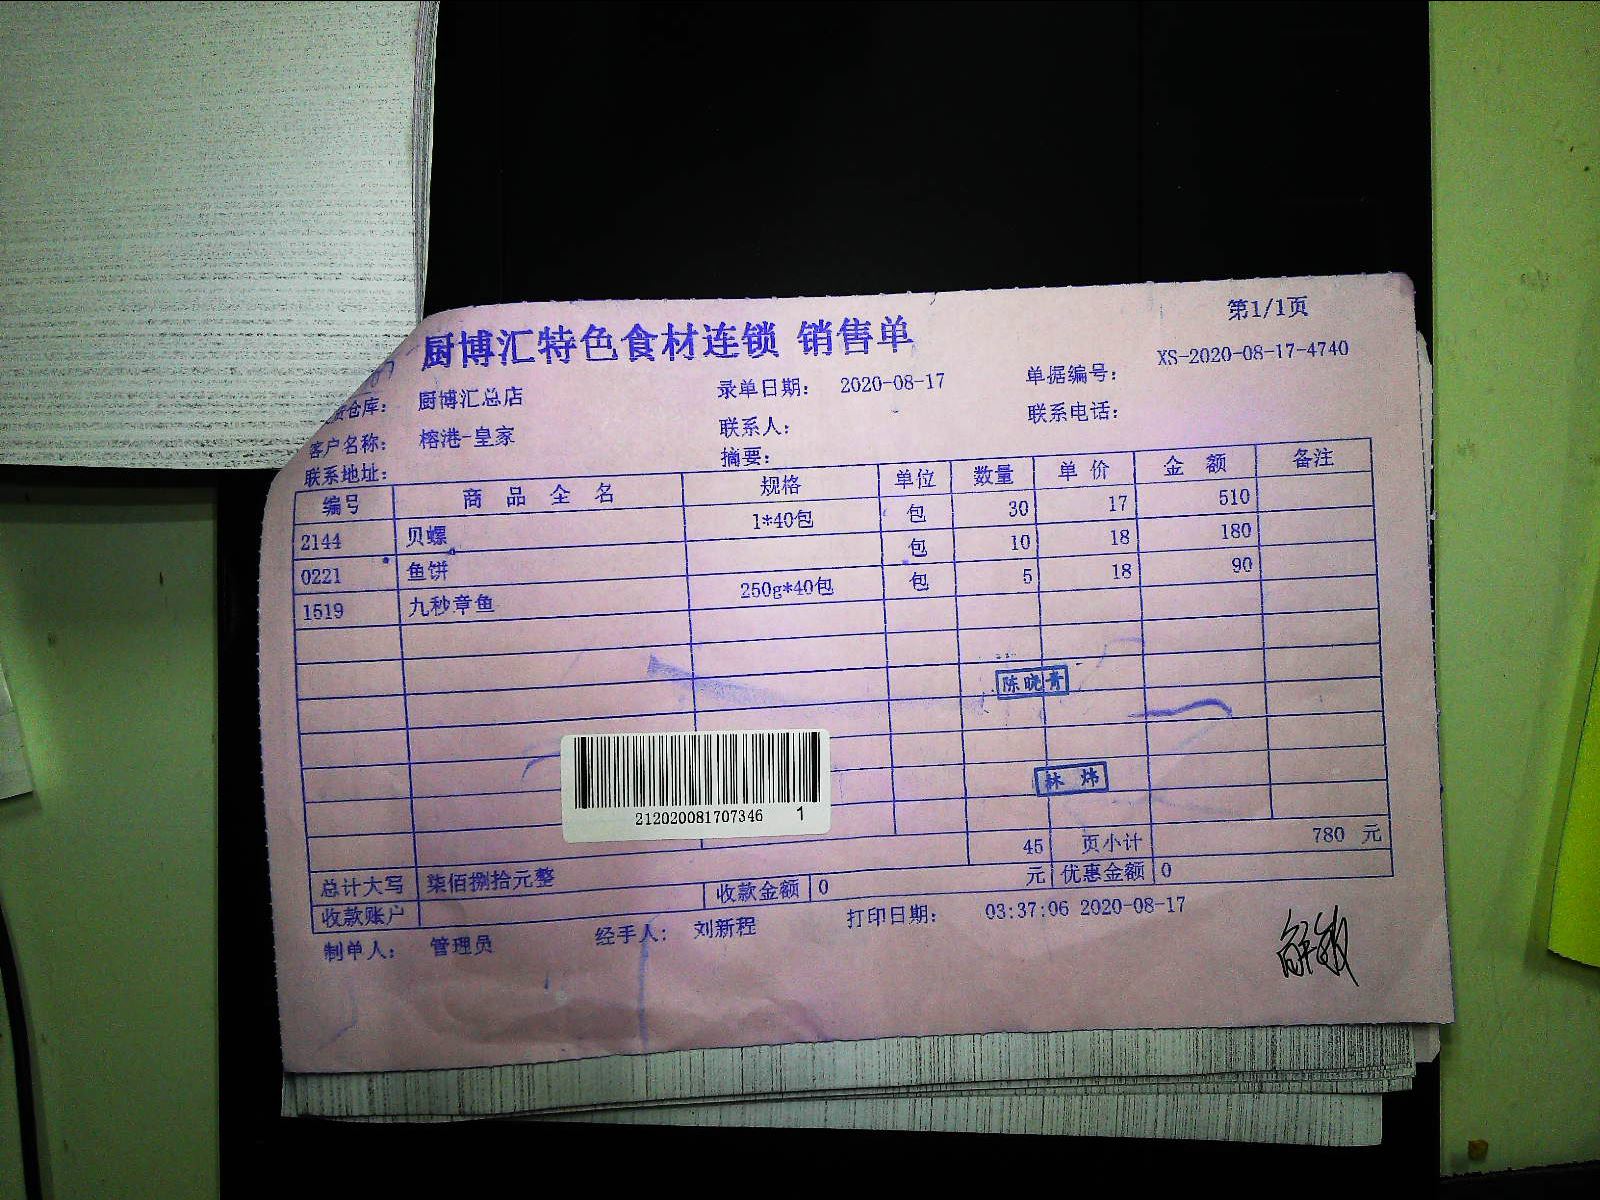 厨博汇特色食材连锁 销售单
第1/1页
仓库： 厨博汇总店 录单日期： 2020-08-17 单据编号： XS-2020-08-17-4740
客户名称： 榕港-皇家 联系人： 联系电话：
联系地址： 摘要：
编号 商品全名 规格 单位 数量 单价 金额 备注
2144 贝螺 1*40包 包 30 17 510
0221 鱼饼 包 10 18 180
1519 九秒章鱼 250g*40包 包 5 18 90
陈晓青
林 炜
212020081707346 1
45 页小计 780 元
总计大写 柒佰捌拾元整 收款金额 0 元 优惠金额 0
收款账户
制单人： 管理员 经手人： 刘新程 打印日期： 03:37:06 2020-08-17